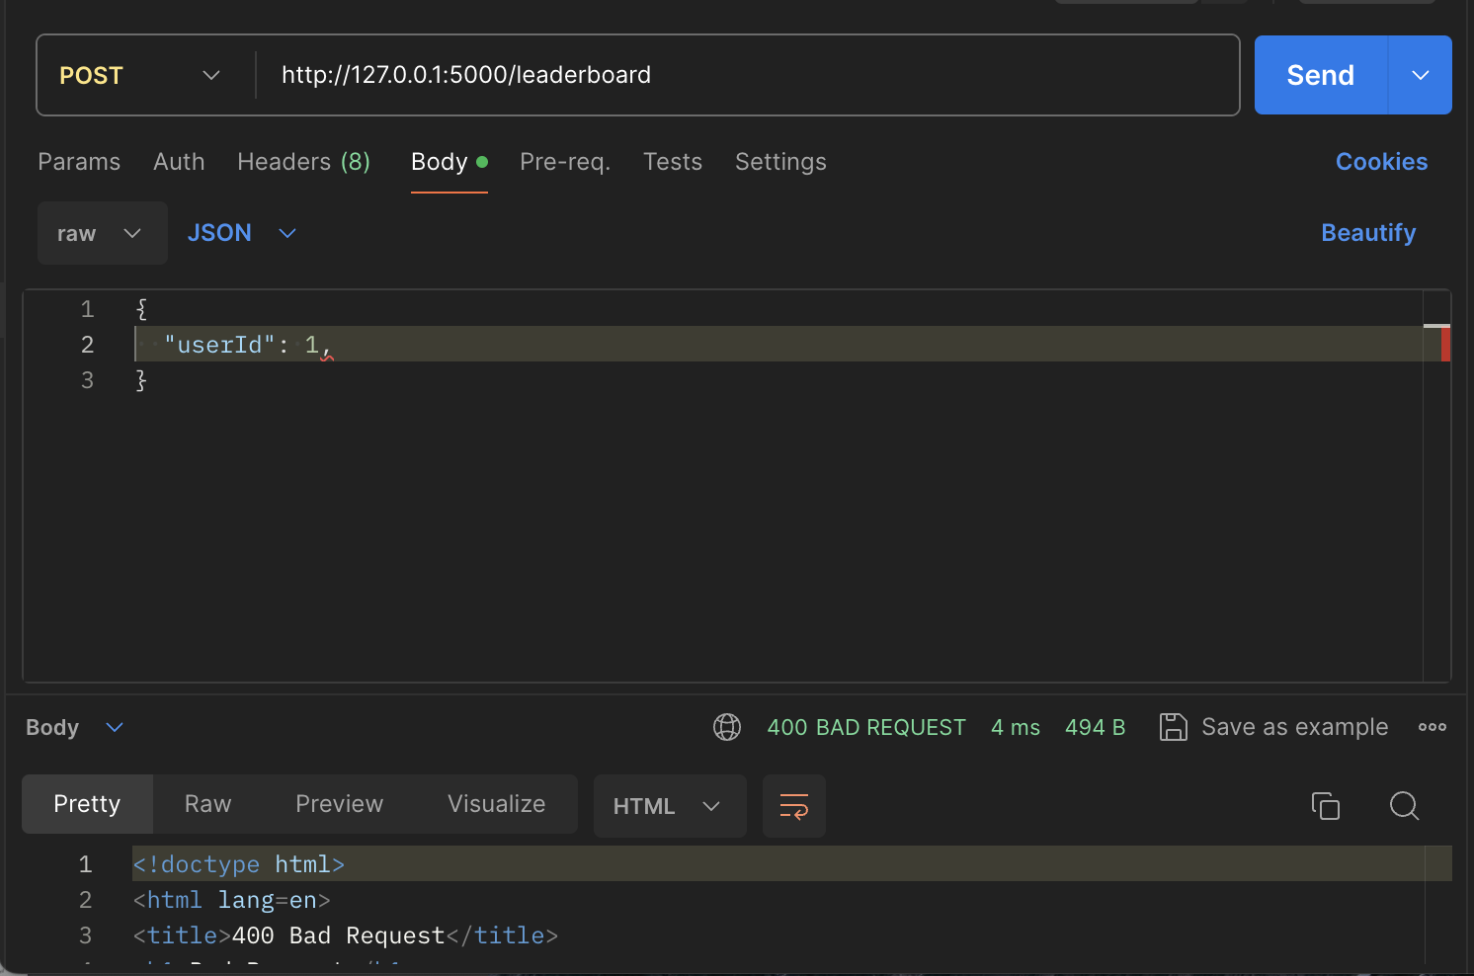 POST http://127.0.0.1:5000/leaderboard Send
Params Auth Headers (8) Body Pre-req. Tests Settings Cookies
raw JSON Beautify
1 {
2 "userId": 1,
3 }
Body 400 BAD REQUEST 4 ms 494 B Save as example
Pretty Raw Preview Visualize HTML
1 <!doctype html>
2 <html lang=en>
3 <title>400 Bad Request</title>